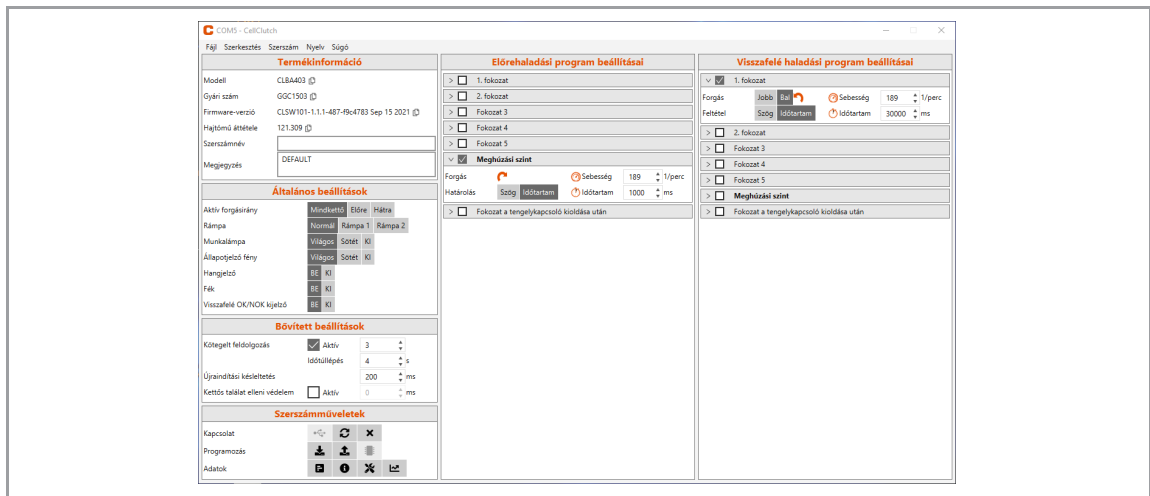 COM5 - CellClutch
Fájl Szerkesztés Szerszám Nyelv Súgó
Termékinformáció
Modell CLBA403
Gyári szám GGC1503
Firmware-verzió CLSW101-1.1.1-487-f9c4783 Sep 15 2021
Hajtómű áttétele 121.309
Szerszámnév
Megjegyzés DEFAULT
Általános beállítások
Aktív forgásirány Mindkettő Előre Hátra
Rámpa Normál Rámpa 1 Rámpa 2
Munkalámpa Világos Sötét KI
Állapotjelző fény Világos Sötét KI
Hangjelző BE KI
Fék BE KI
Visszafelé OK/NOK kijelző BE KI
Bővített beállítások
Kötegelt feldolgozás Aktív 3
Időtúllépés 4 s
Újraindítási késleltetés 200 ms
Kettős találat elleni védelem Aktív 0 ms
Szerszámműveletek
Kapcsolat
Programozás
Adatok
Előrehaladási program beállításai
1. fokozat
2. fokozat
Fokozat 3
Fokozat 4
Fokozat 5
Meghúzási szint
Forgás Sebesség 189 1/perc
Határolás Szög Időtartam Időtartam 1000 ms
Fokozat a tengelykapcsoló kioldása után
Visszafelé haladási program beállításai
1. fokozat
Forgás Jobb Bal Sebesség 189 1/perc
Feltétel Szög Időtartam Időtartam 30000 ms
2. fokozat
Fokozat 3
Fokozat 4
Fokozat 5
Meghúzási szint
Fokozat a tengelykapcsoló kioldása után